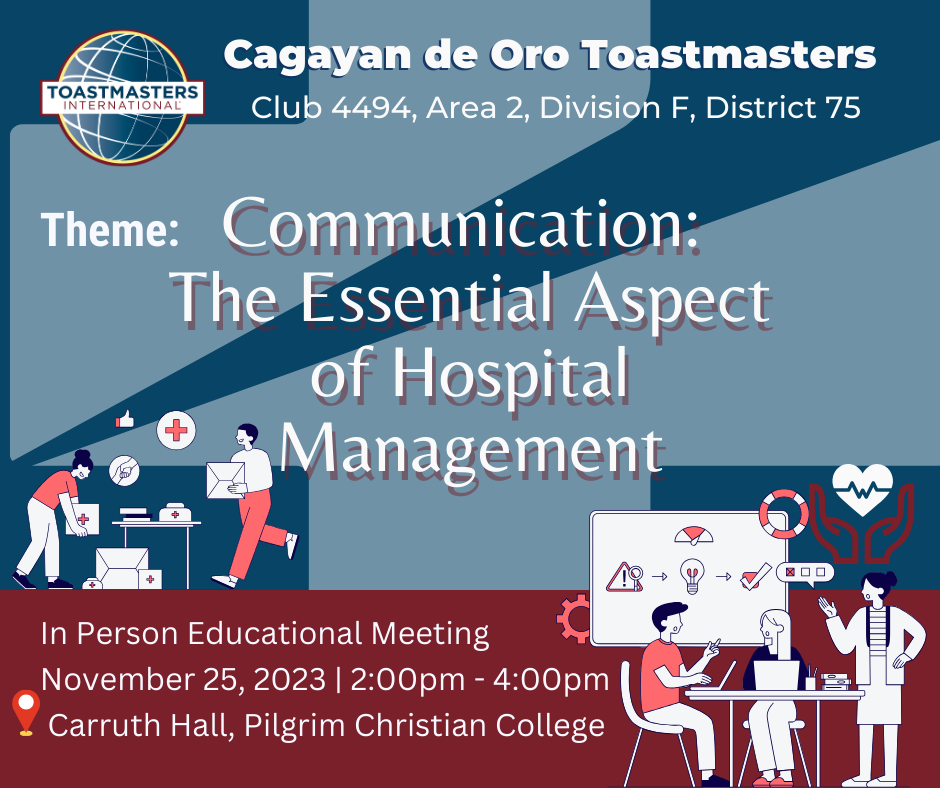 TOASTMASTERS
INTERNATIONAL
Cagayan de Oro Toastmasters
Club 4494, Area 2, Division F, District 75
Theme: Communication:
The Essential Aspect
of Hospital
Management
In Person Educational Meeting
November 25, 2023 | 2:00pm - 4:00pm
Carruth Hall, Pilgrim Christian College